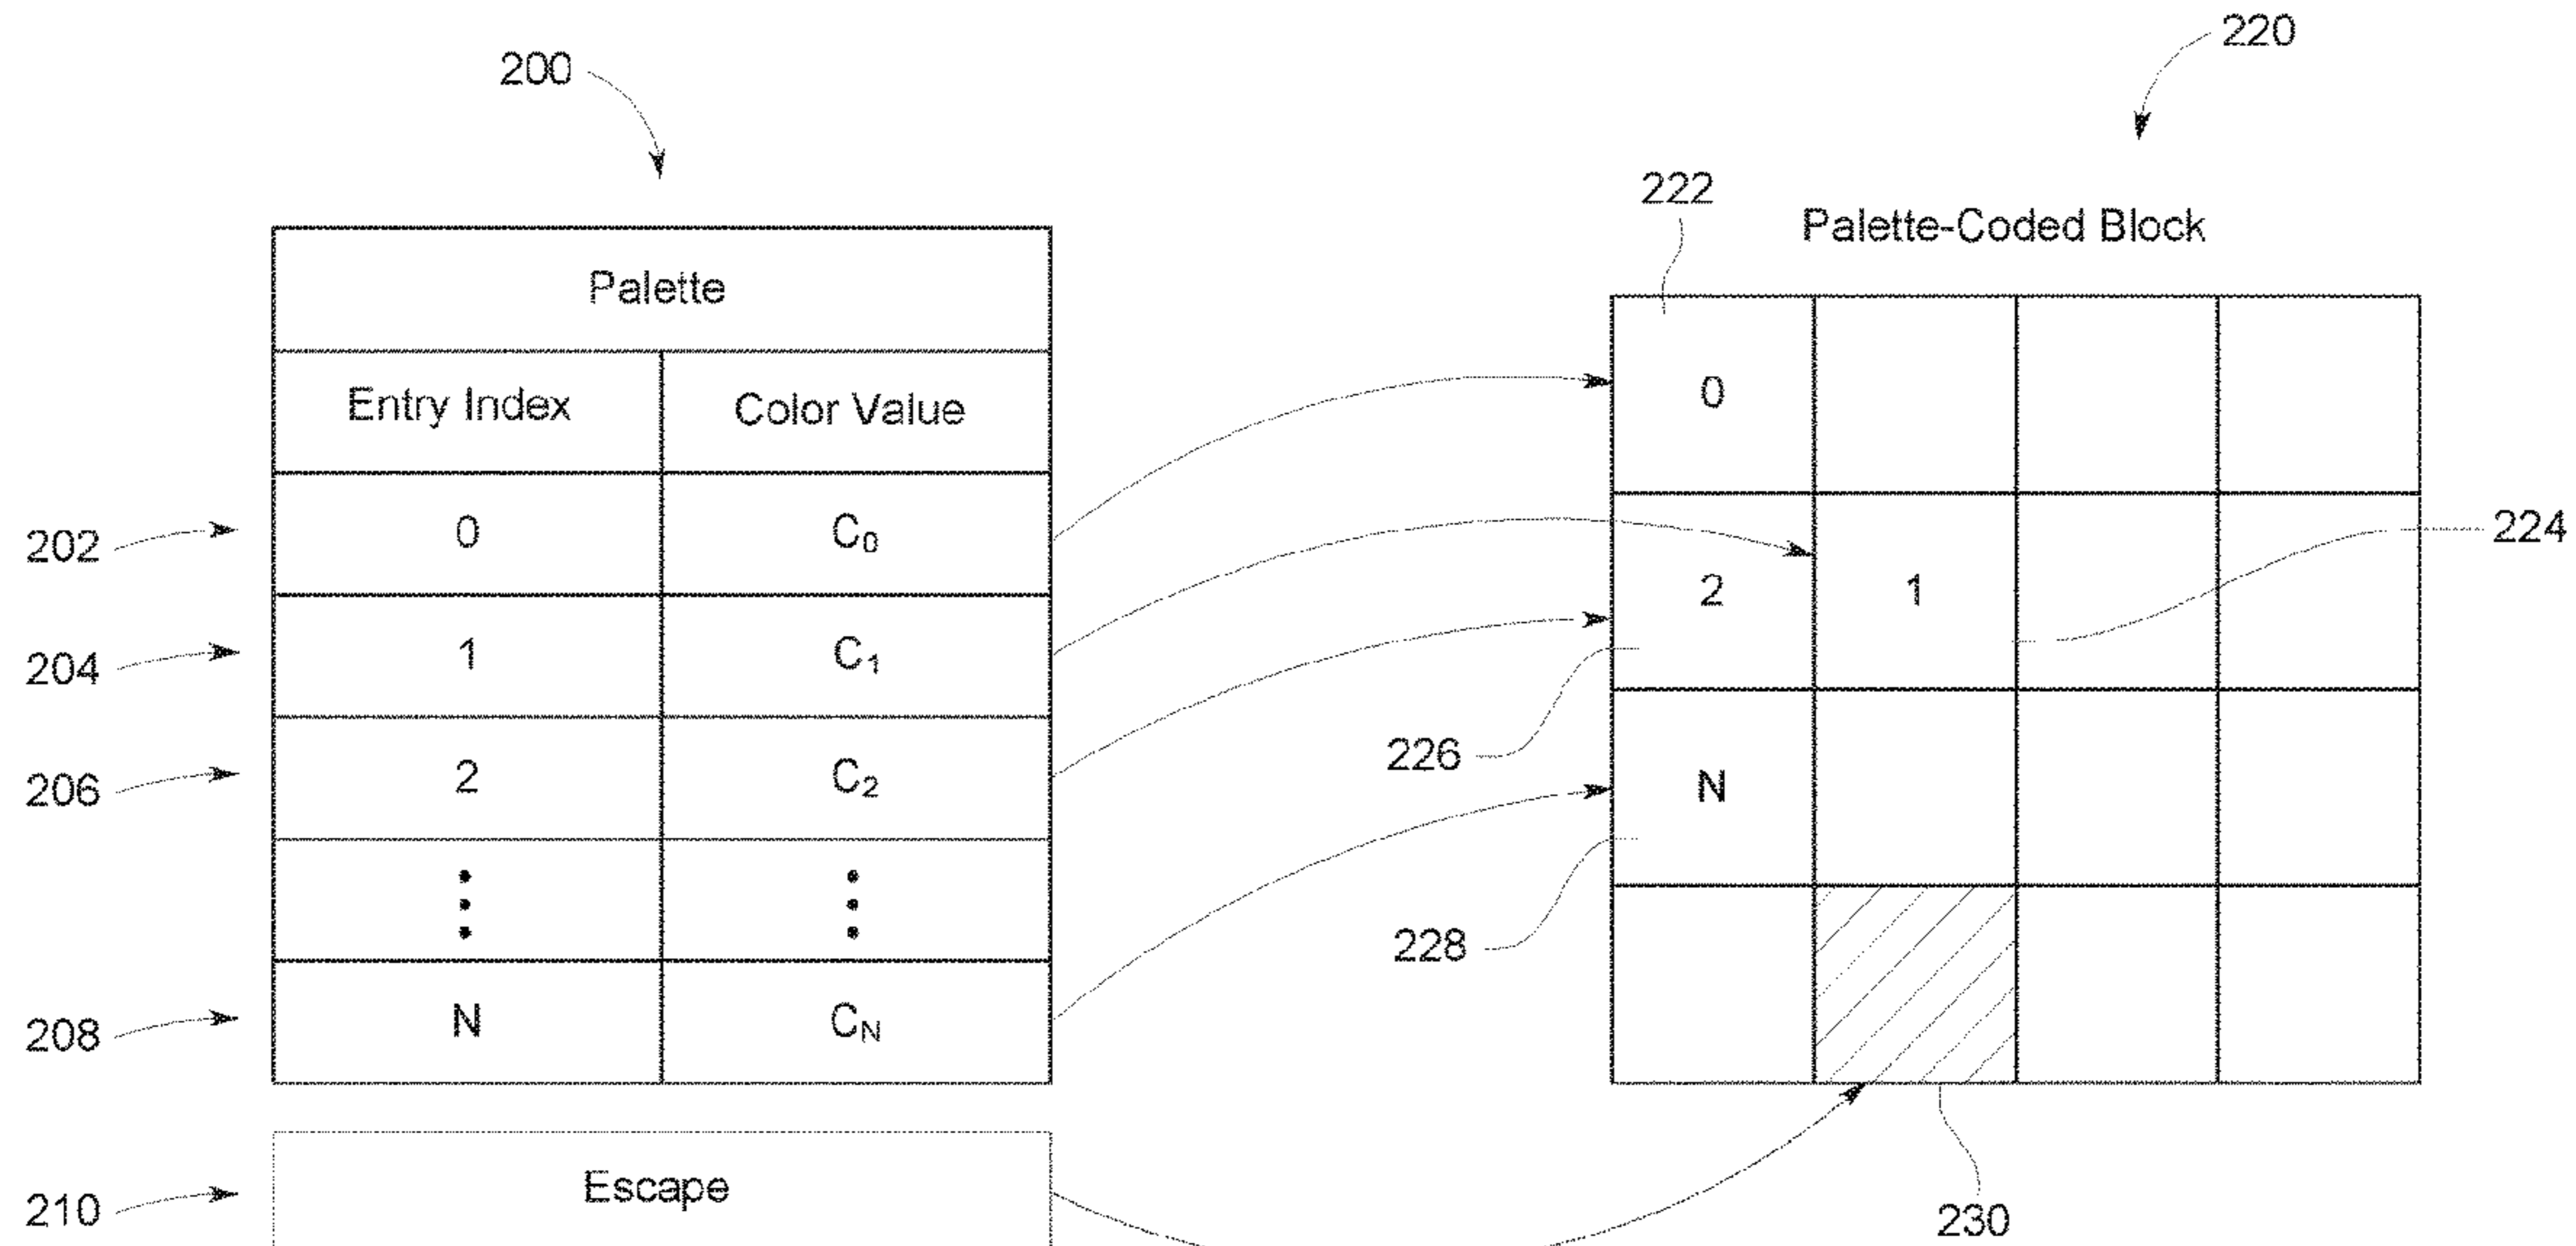 200
220
222
Palette-Coded Block
Palette
Entry Index Color Value
0 C₀
1 C₁
2 C₂
N C_N
Escape
202
204
206
208
210
0
2 1
N
224
226
228
230